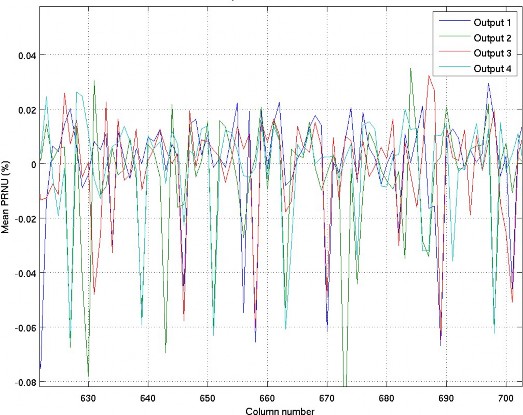 Output 1
Output 2
Output 3
Output 4
0.04
0.02
0
-0.02
-0.04
-0.06
-0.08
Mean PRNU (%)
630 640 650 660 670 680 690 700
Column number